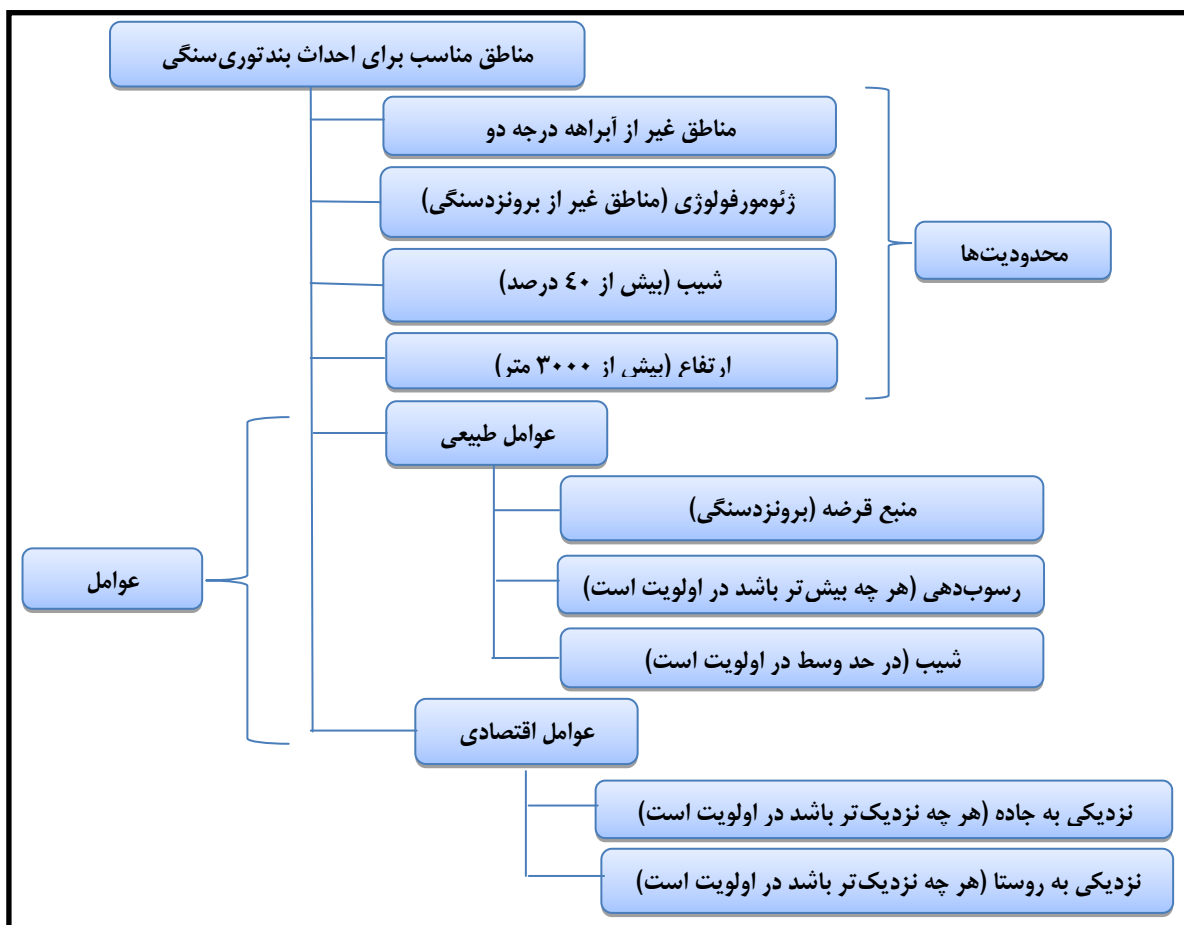 مناطق مناسب برای احداث بندتوری‌سنگی
مناطق غیر از آبراهه درجه دو
ژئومورفولوژی (مناطق غیر از برونزدسنگی)
محدودیت‌ها
شیب (بیش از ٤٠ درصد)
ارتفاع (بیش از ۳۰۰۰ متر)
عوامل طبیعی
منبع قرضه (برونزدسنگی)
عوامل
رسوب‌دهی (هر چه بیش‌تر باشد در اولویت است)
شیب (در حد وسط در اولویت است)
عوامل اقتصادی
نزدیکی به جاده (هر چه نزدیک‌تر باشد در اولویت است)
نزدیکی به روستا (هر چه نزدیک‌تر باشد در اولویت است)